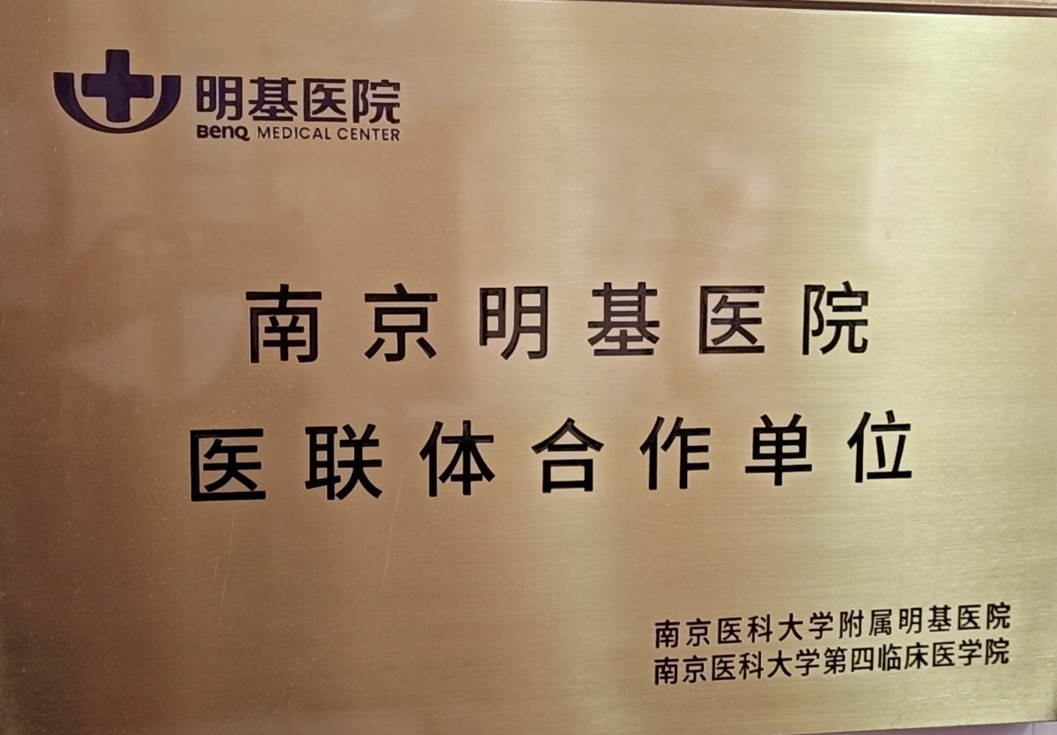 明基医院
BenQ MEDICAL CENTER
南京明基医院
医联体合作单位
南京医科大学附属明基医院
南京医科大学第四临床医学院